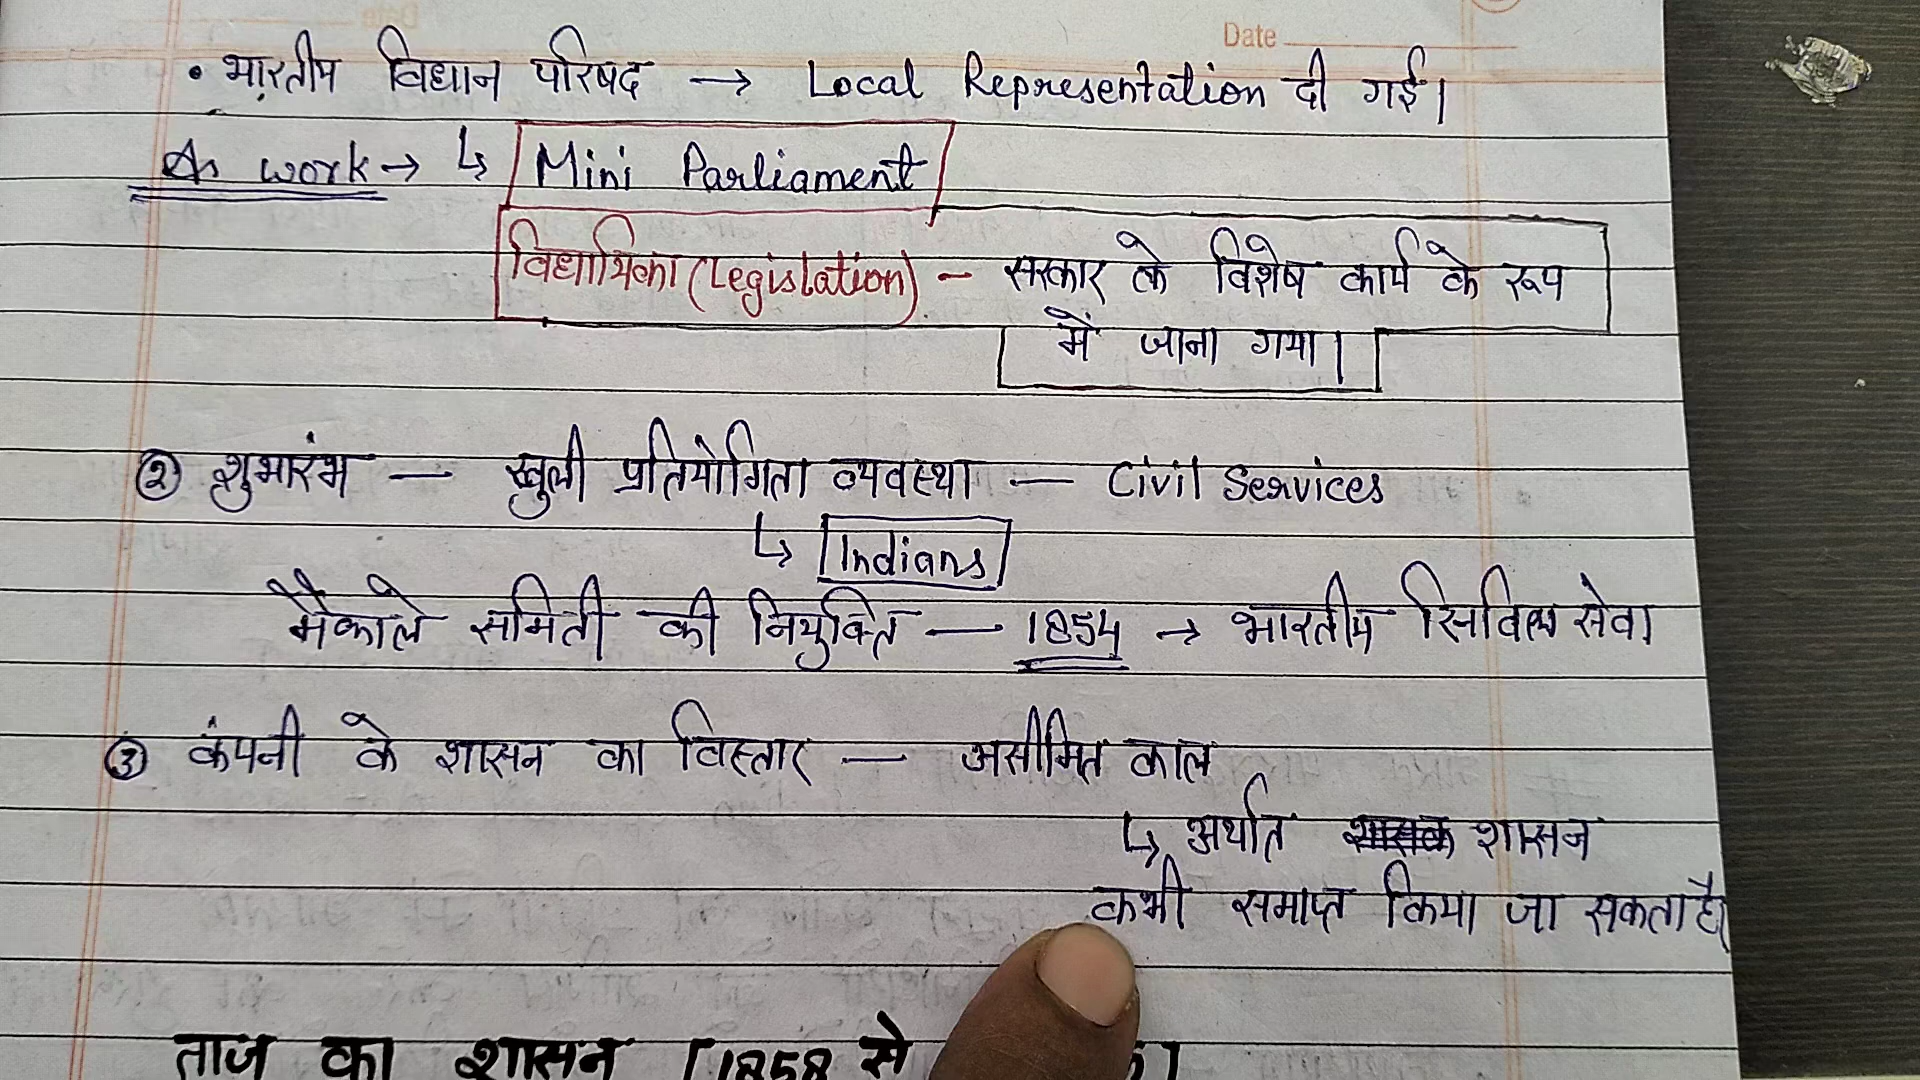 Date
• भारतीय विधान परिषद → Local Representation दी गई।
As work → ↳ Mini Parliament
विधायिका (Legislation) - सरकार के विशेष कार्य के रूप
में जाना गया।
② शुभारंभ — खुली प्रतियोगिता व्यवस्था — Civil Services
↳ Indians
मैकाले समिती की नियुक्ति — 1854 → भारतीय सिविल सेवा
③ कंपनी के शासन का विस्तार — असीमित काल
↳ अर्थात शासन
कभी समाप्त किया जा सकता है।
ताज का शासन [1858 से